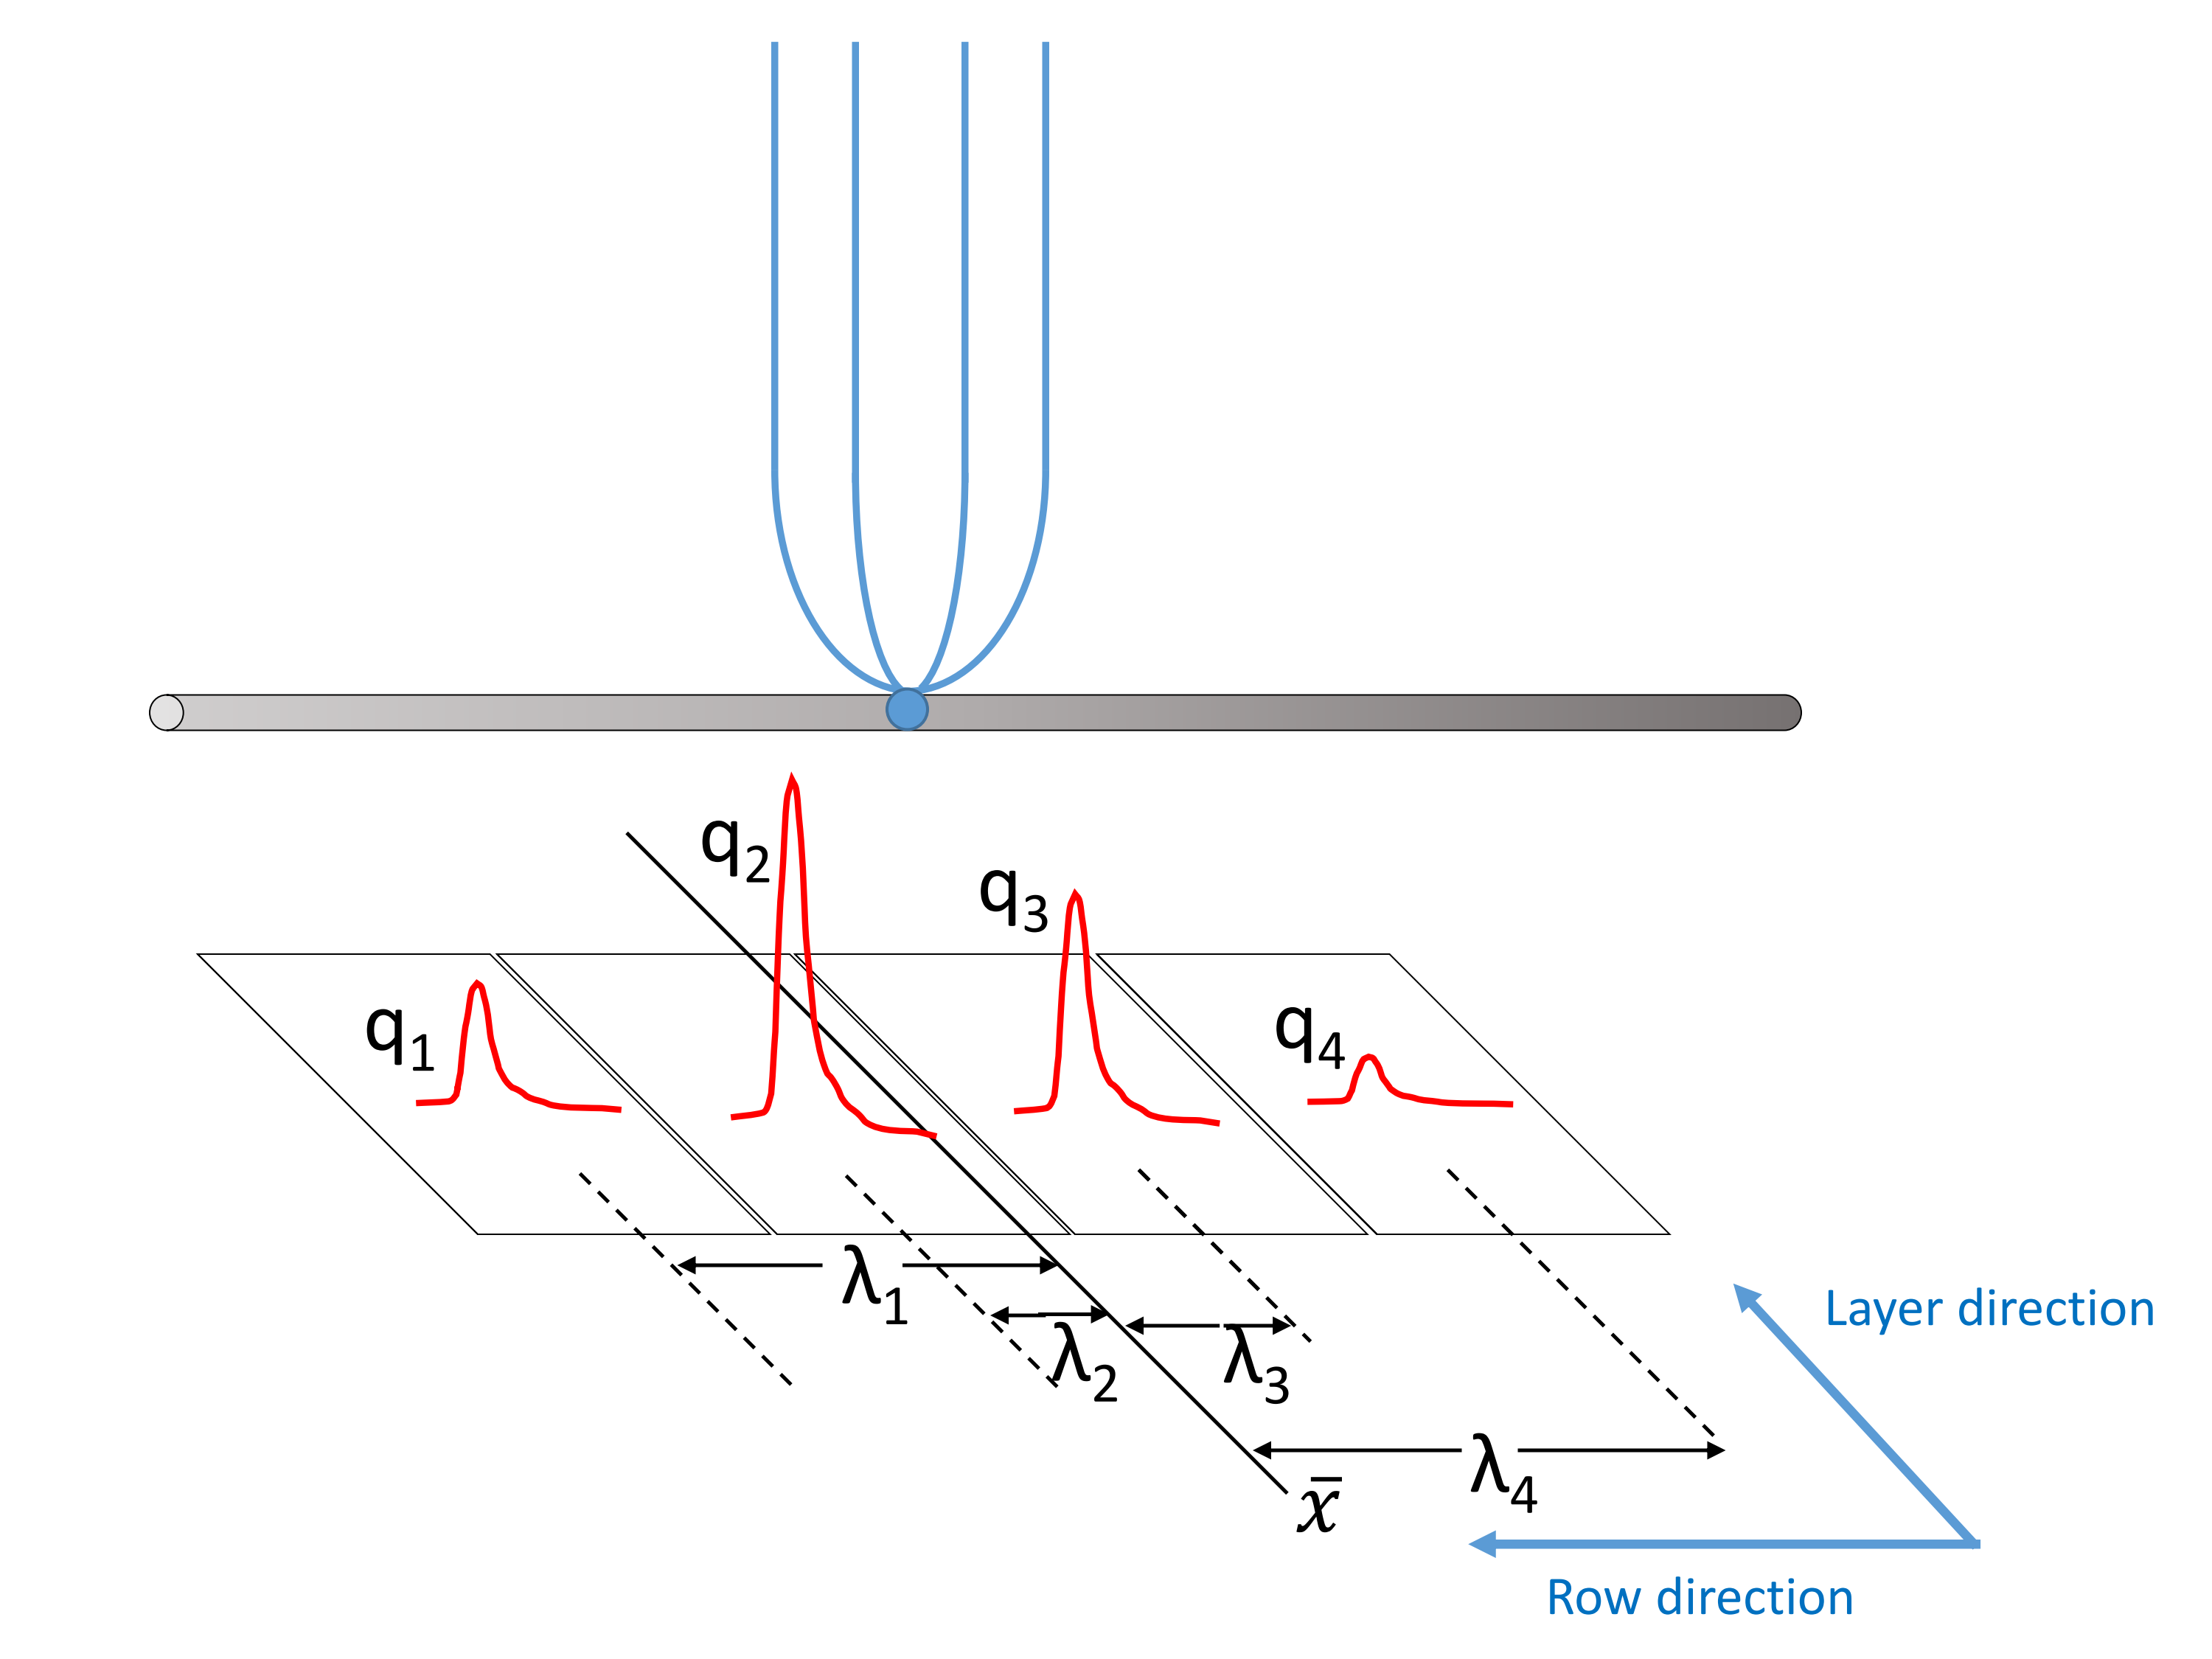 q₂
q₃
q₁
q₄
λ₁
λ₂
λ₃
λ₄
x̄
Layer direction
Row direction